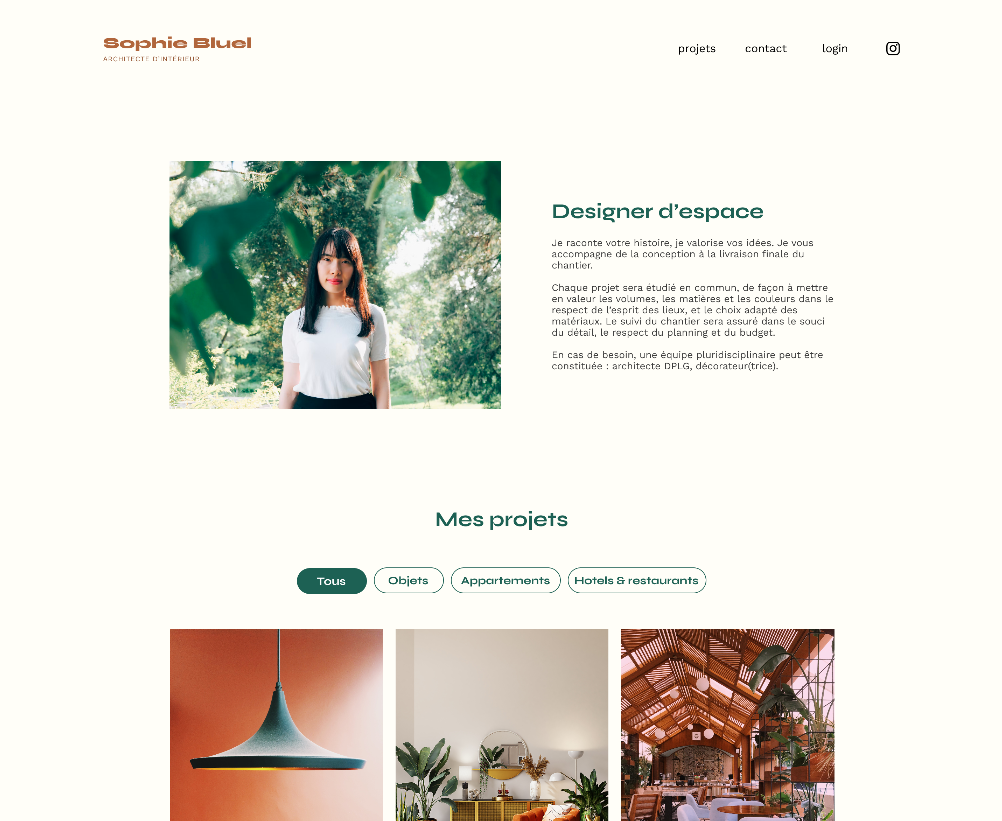 Sophie Bluel
ARCHITECTE D'INTÉRIEUR
projets
contact
login
Designer d’espace
Je raconte votre histoire, je valorise vos idées. Je vous
accompagne de la conception à la livraison finale du
chantier.
Chaque projet sera étudié en commun, de façon à mettre
en valeur les volumes, les matières et les couleurs dans le
respect de l’esprit des lieux, et le choix adapté des
matériaux. Le suivi du chantier sera assuré dans le souci
du détail, le respect du planning et du budget.
En cas de besoin, une équipe pluridisciplinaire peut être
constituée : architecte DPLG, décorateur(trice).
Mes projets
Tous
Objets
Appartements
Hotels & restaurants